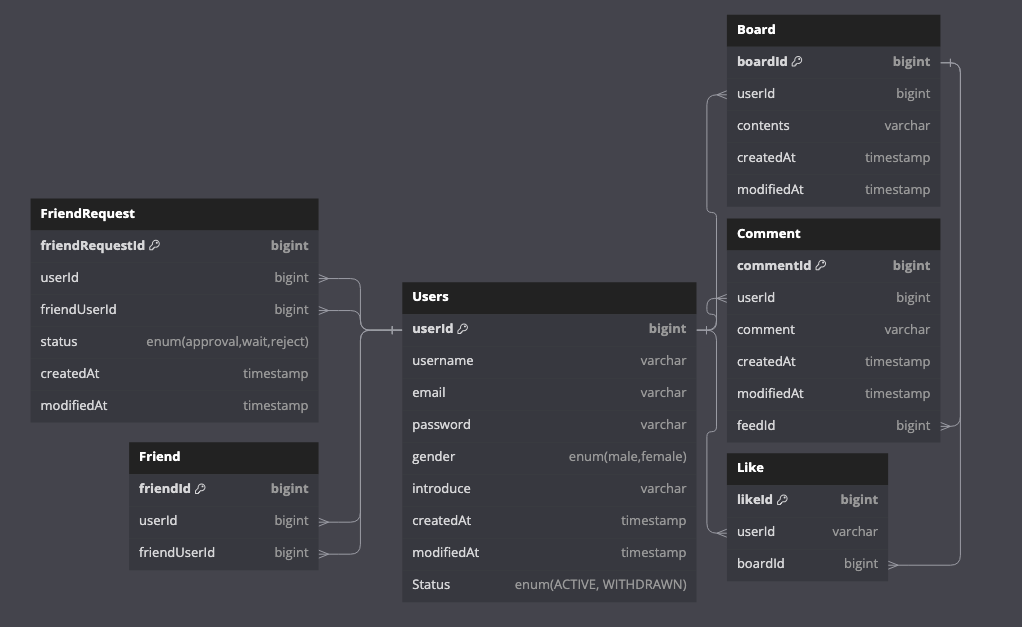 Board
boardId bigint
userId bigint
contents varchar
createdAt timestamp
modifiedAt timestamp
FriendRequest
friendRequestId bigint
userId bigint
friendUserId bigint
status enum(approval,wait,reject)
createdAt timestamp
modifiedAt timestamp
Comment
commentId bigint
userId bigint
comment varchar
createdAt timestamp
modifiedAt timestamp
feedId bigint
Users
userId bigint
username varchar
email varchar
password varchar
gender enum(male,female)
introduce varchar
createdAt timestamp
modifiedAt timestamp
Status enum(ACTIVE, WITHDRAWN)
Friend
friendId bigint
userId bigint
friendUserId bigint
Like
likeId bigint
userId varchar
boardId bigint